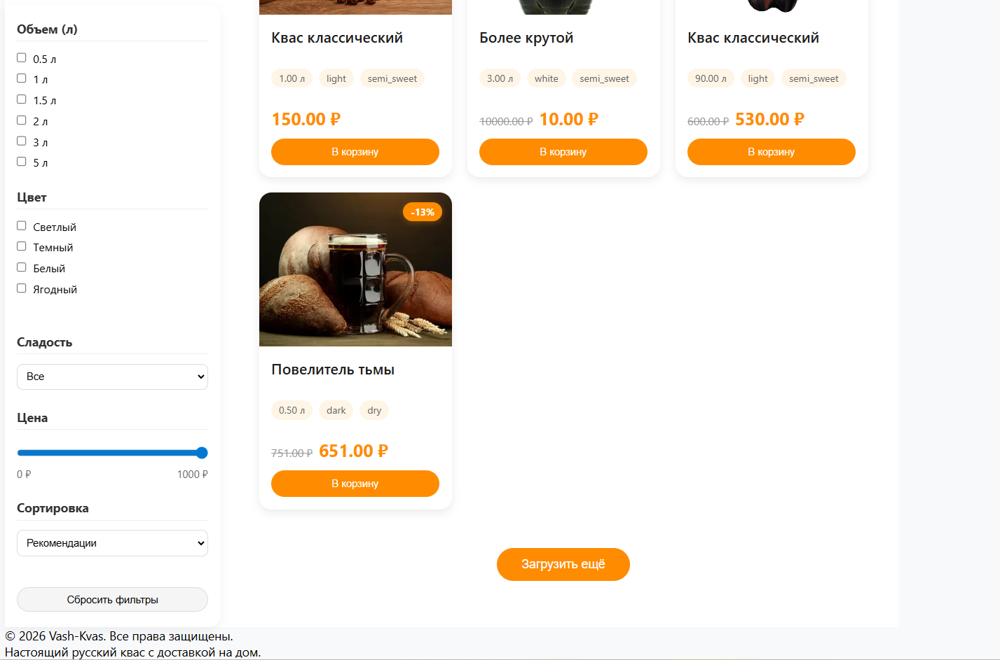 Объем (л)
0.5 л
1 л
1.5 л
2 л
3 л
5 л
Цвет
Светлый
Темный
Белый
Ягодный
Сладость
Все
Цена
0 ₽ 1000 ₽
Сортировка
Рекомендации
Сбросить фильтры
Квас классический
1.00 л light semi_sweet
150.00 ₽
В корзину
Более крутой
3.00 л white semi_sweet
10000.00 ₽ 10.00 ₽
В корзину
Квас классический
90.00 л light semi_sweet
600.00 ₽ 530.00 ₽
В корзину
-13%
Повелитель тьмы
0.50 л dark dry
751.00 ₽ 651.00 ₽
В корзину
Загрузить ещё
© 2026 Vash-Kvas. Все права защищены.
Настоящий русский квас с доставкой на дом.